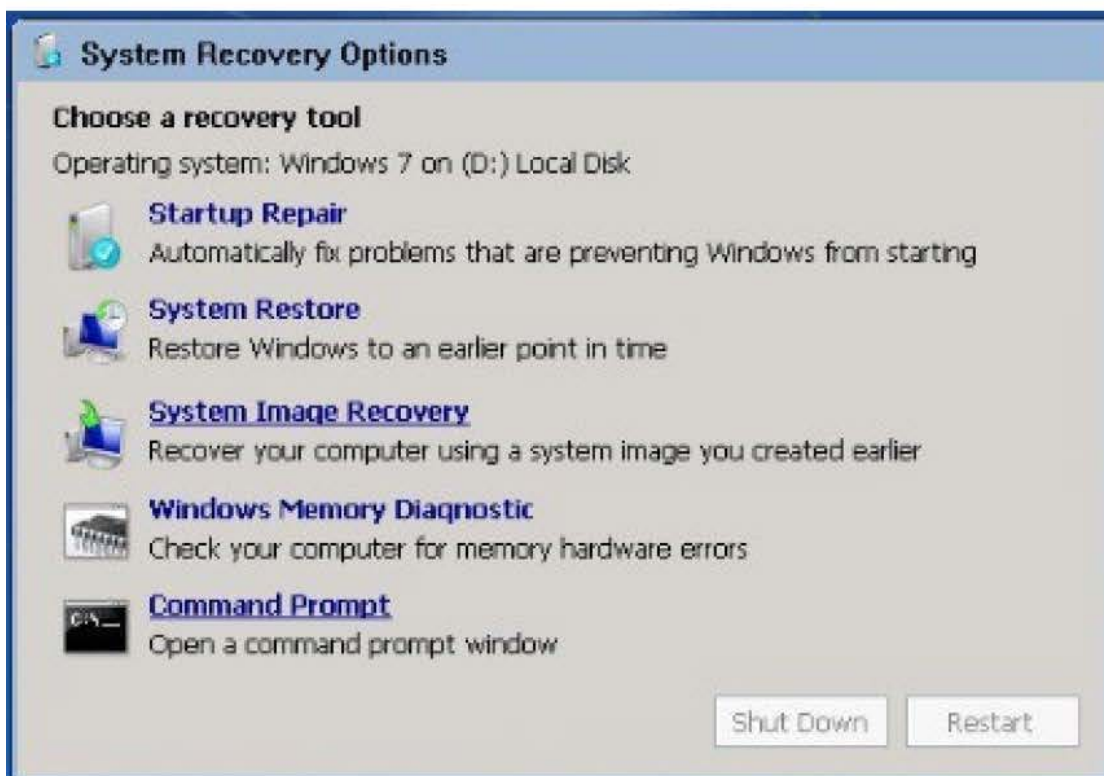 System Recovery Options
Choose a recovery tool
Operating system: Windows 7 on (D:) Local Disk
Startup Repair
Automatically fix problems that are preventing Windows from starting
System Restore
Restore Windows to an earlier point in time
System Image Recovery
Recover your computer using a system image you created earlier
Windows Memory Diagnostic
Check your computer for memory hardware errors
C:\_
Command Prompt
Open a command prompt window
Shut Down Restart